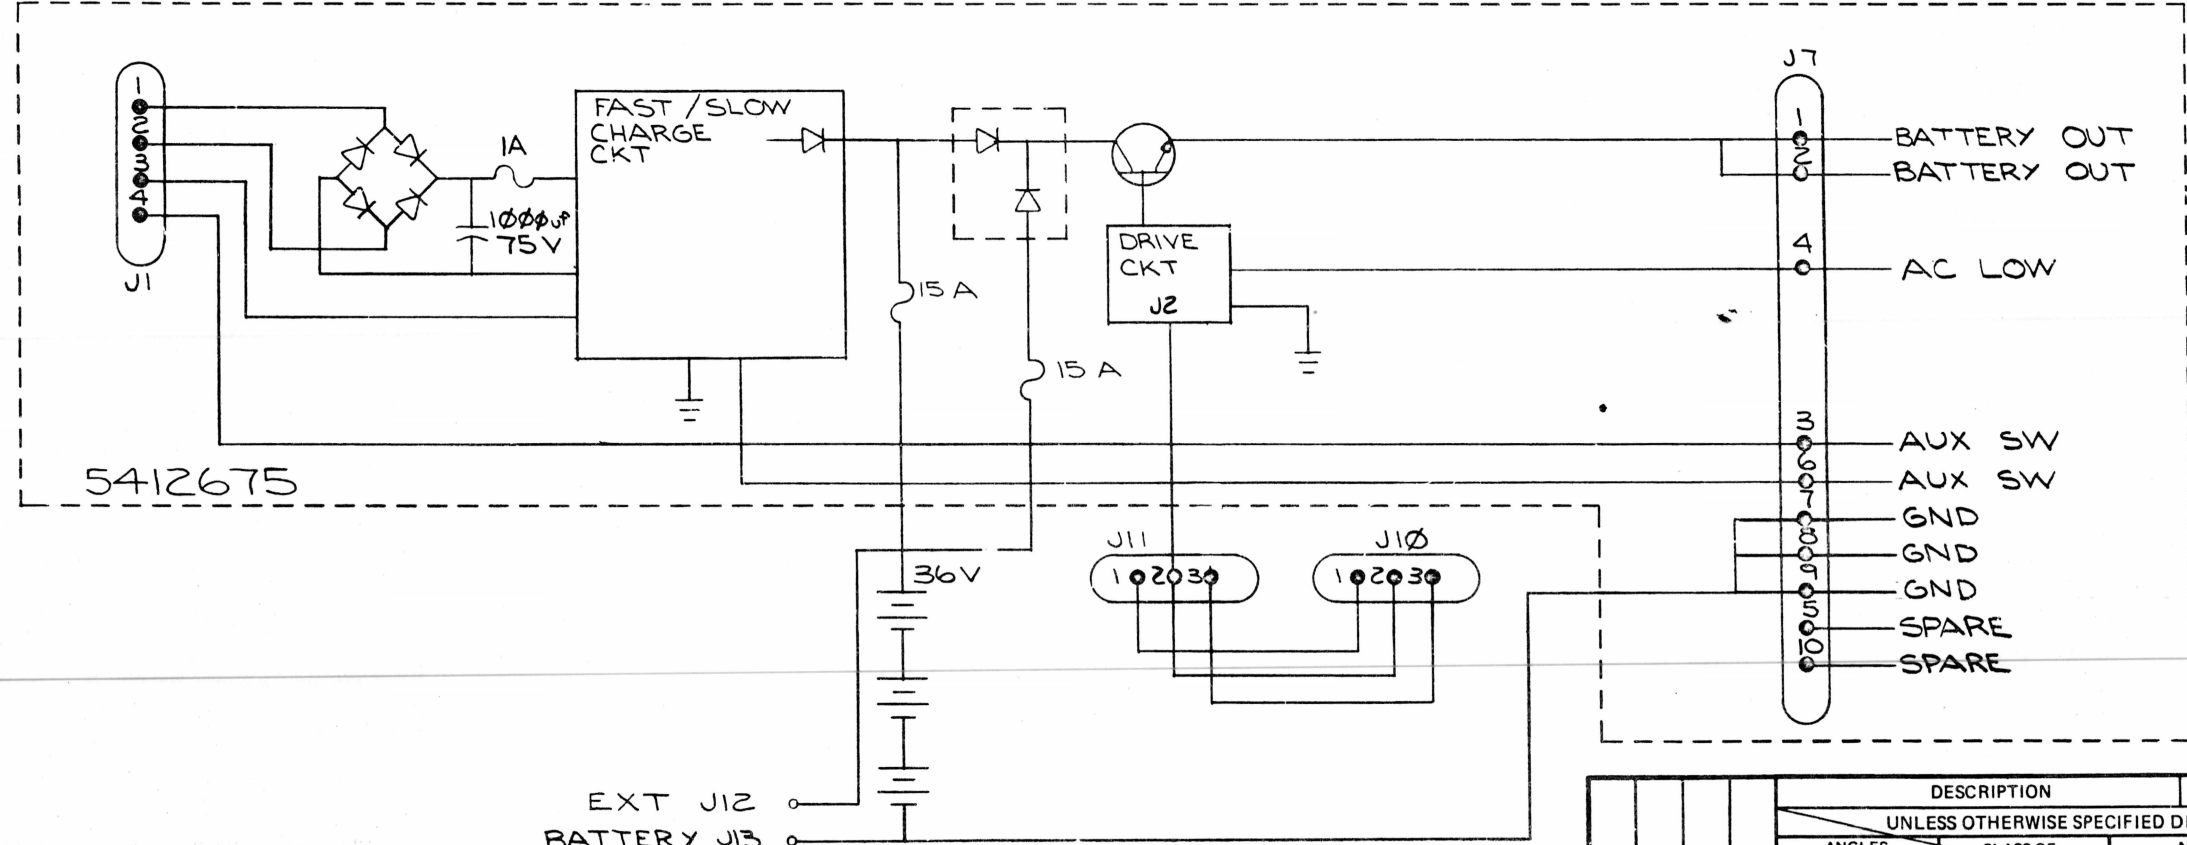 J7
1
2
3
4
J1
1A
1000uf
75V
FAST/SLOW
CHARGE
CKT
15 A
15 A
DRIVE
CKT
J2
1 BATTERY OUT
2 BATTERY OUT
4 AC LOW
3 AUX SW
6 AUX SW
7 GND
8 GND
9 GND
5 SPARE
10 SPARE
5412675
36V
J11
1 2 3
J10
1 2 3
EXT J12
BATTERY J13
DESCRIPTION
UNLESS OTHERWISE SPECIFIED
ANGLES